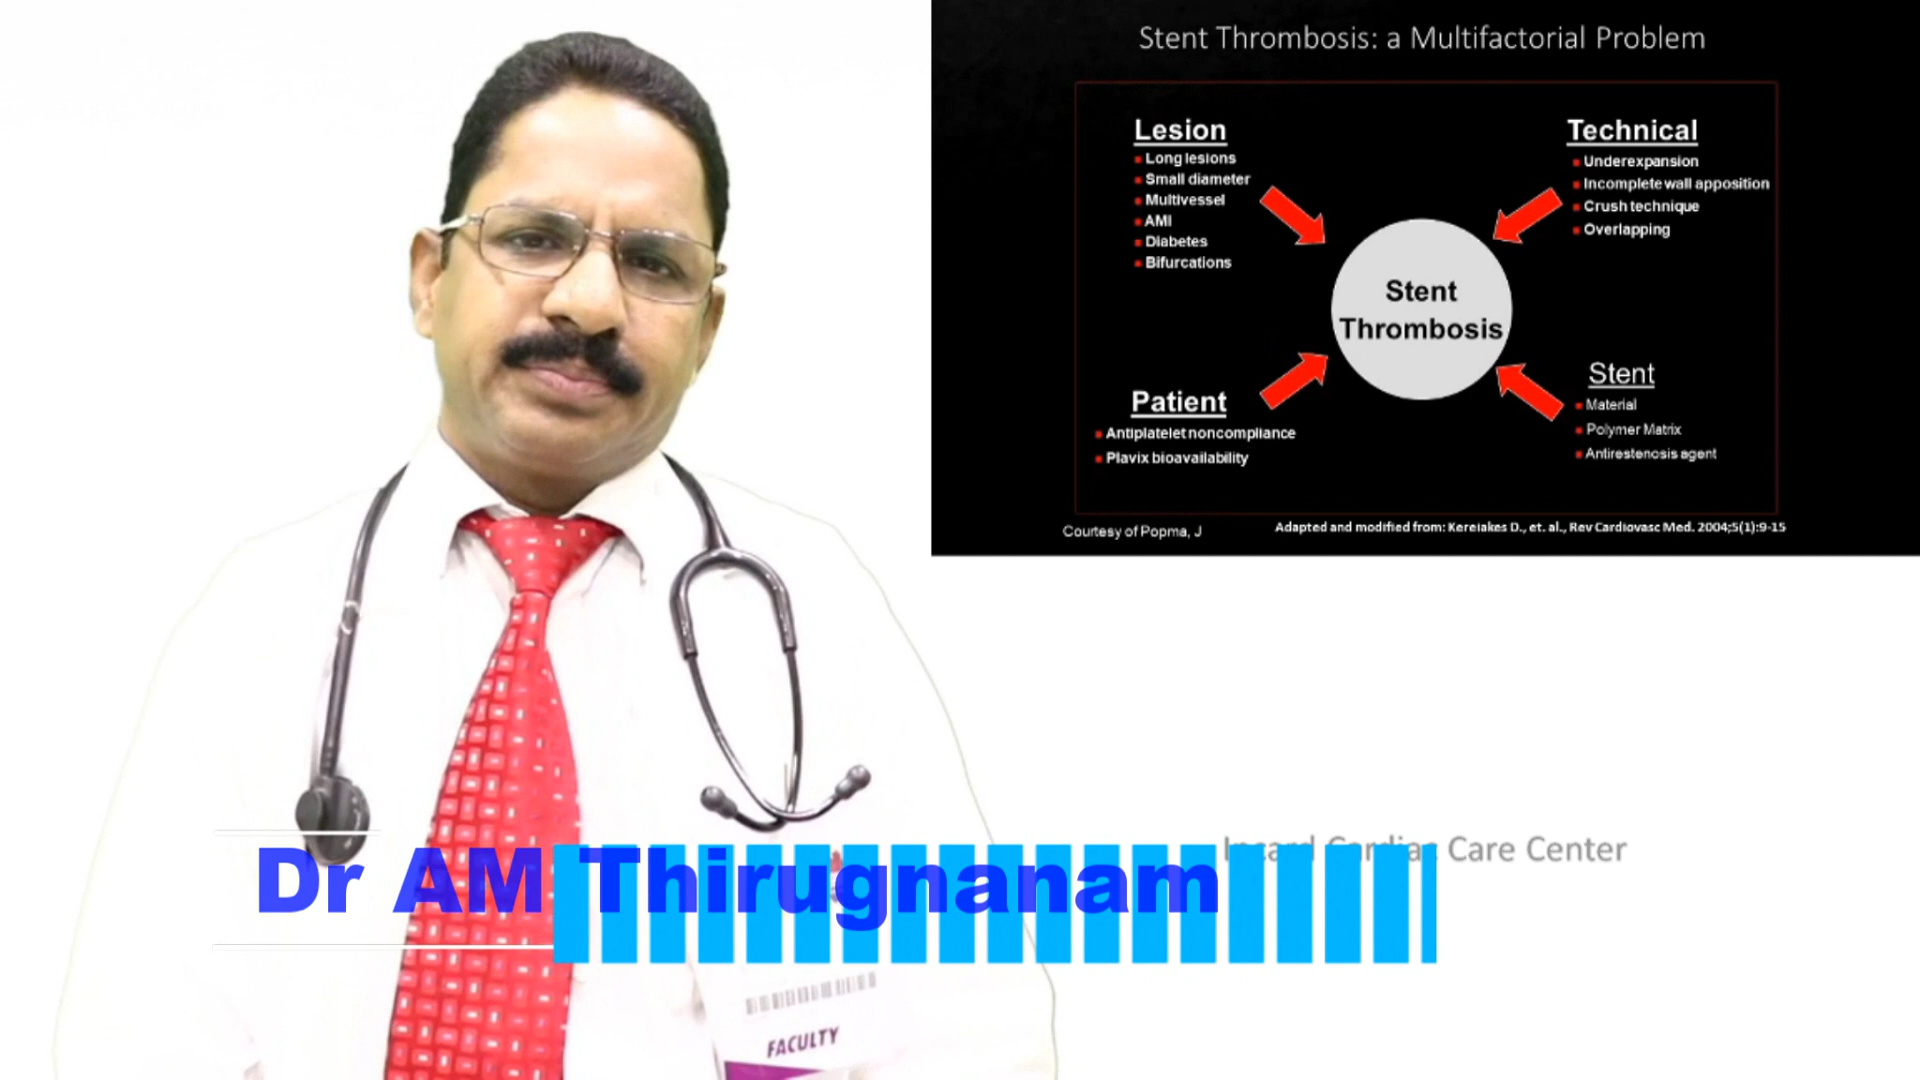 Stent Thrombosis: a Multifactorial Problem
Lesion
Long lesions
Small diameter
Multivessel
AMI
Diabetes
Bifurcations
Technical
Underexpansion
Incomplete wall apposition
Crush technique
Overlapping
Stent
Thrombosis
Patient
Antiplatelet noncompliance
Plavix bioavailability
Stent
Material
Polymer Matrix
Antirestenosis agent
Courtesy of Popma, J
Adapted and modified from: Kereiakes D., et. al., Rev Cardiovasc Med. 2004;5(1):9-15
Incard Cardiac Care Center
Dr AM Thirugnanam
FACULTY